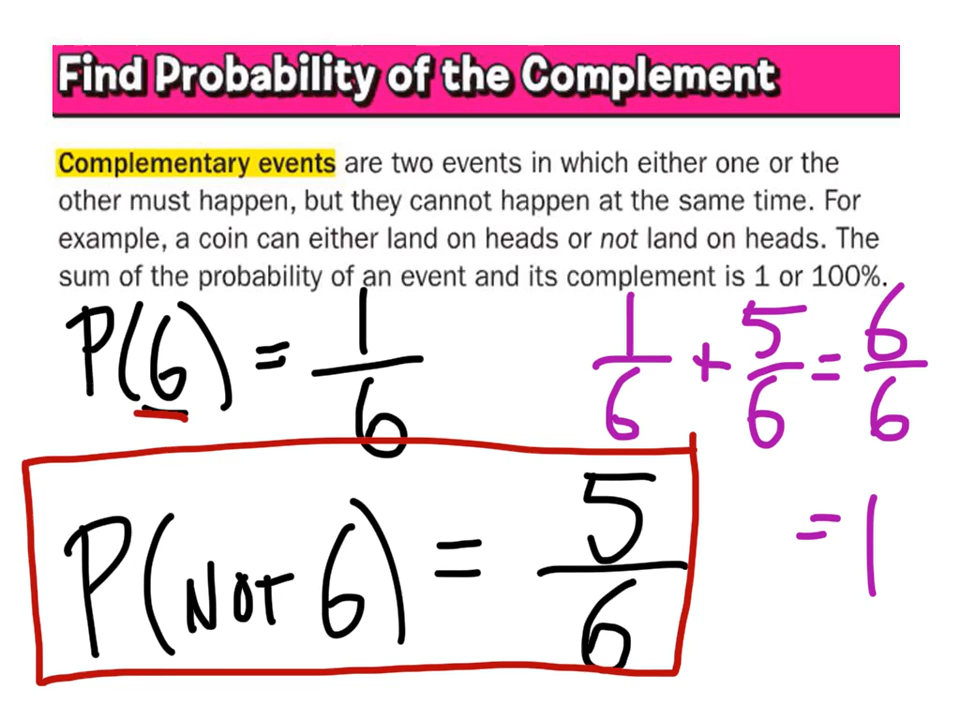 Find Probability of the Complement
Complementary events are two events in which either one or the
other must happen, but they cannot happen at the same time. For
example, a coin can either land on heads or not land on heads. The
sum of the probability of an event and its complement is 1 or 100%.
P(6) = 1/6
1/6 + 5/6 = 6/6
= 1
P(NOT 6) = 5/6